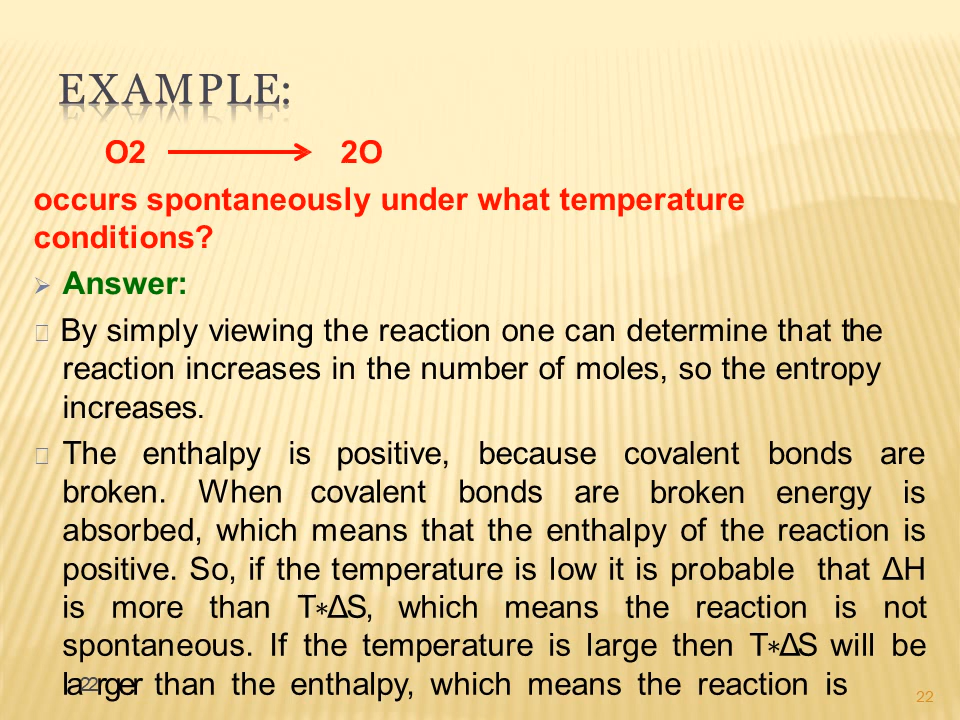 EXAMPLE:
O2 2O
occurs spontaneously under what temperature
conditions?
Answer:
By simply viewing the reaction one can determine that the
reaction increases in the number of moles, so the entropy
increases.
The enthalpy is positive, because covalent bonds are
broken. When covalent bonds are broken energy is
absorbed, which means that the enthalpy of the reaction is
positive. So, if the temperature is low it is probable that ΔH
is more than T*ΔS, which means the reaction is not
spontaneous. If the temperature is large then T*ΔS will be
larger than the enthalpy, which means the reaction is
22
22